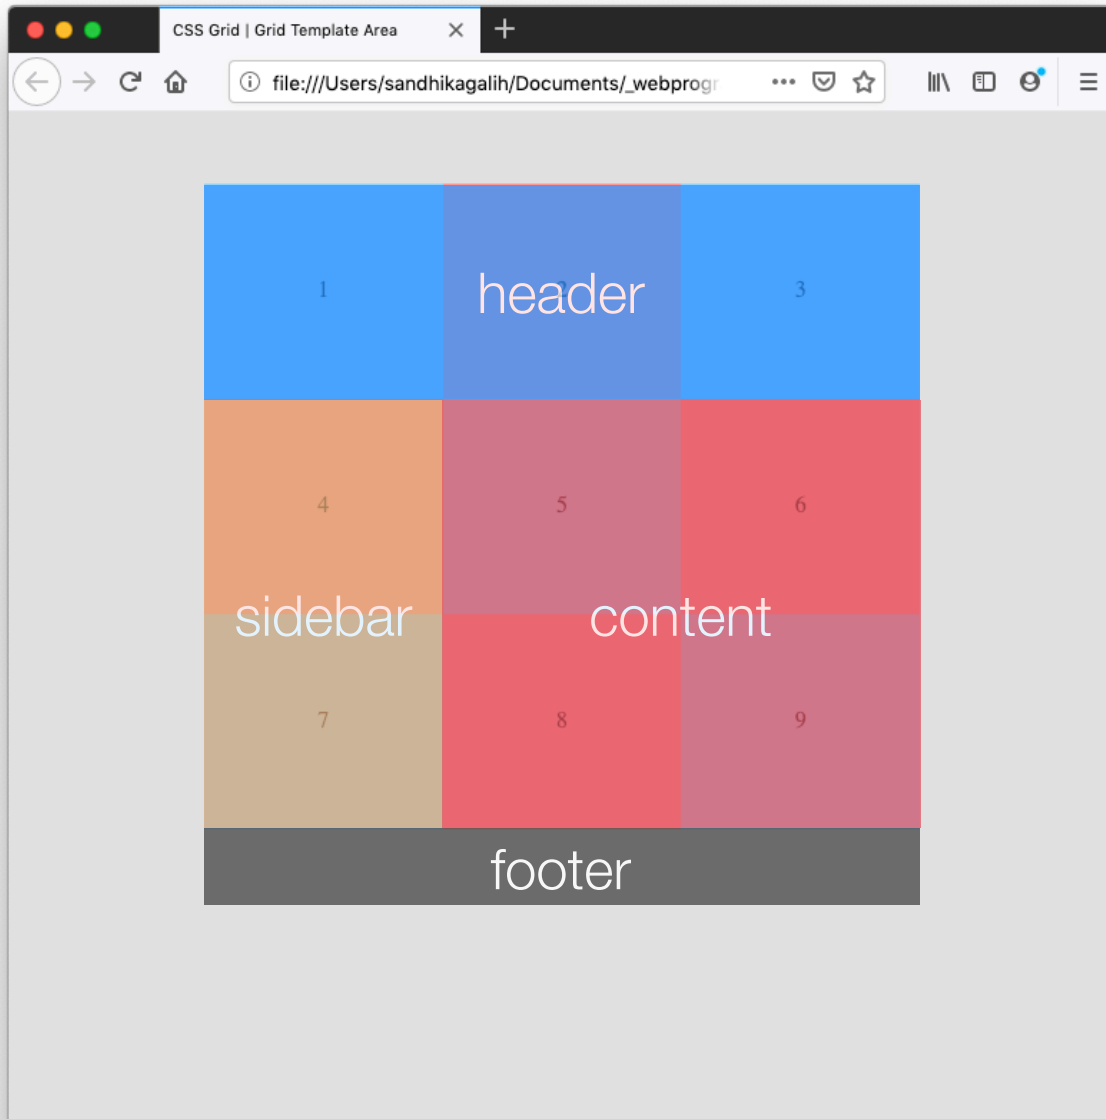 CSS Grid | Grid Template Area
file:///Users/sandhikagalih/Documents/_webprogr
1 2 3
header
4 5 6
sidebar content
7 8 9
footer